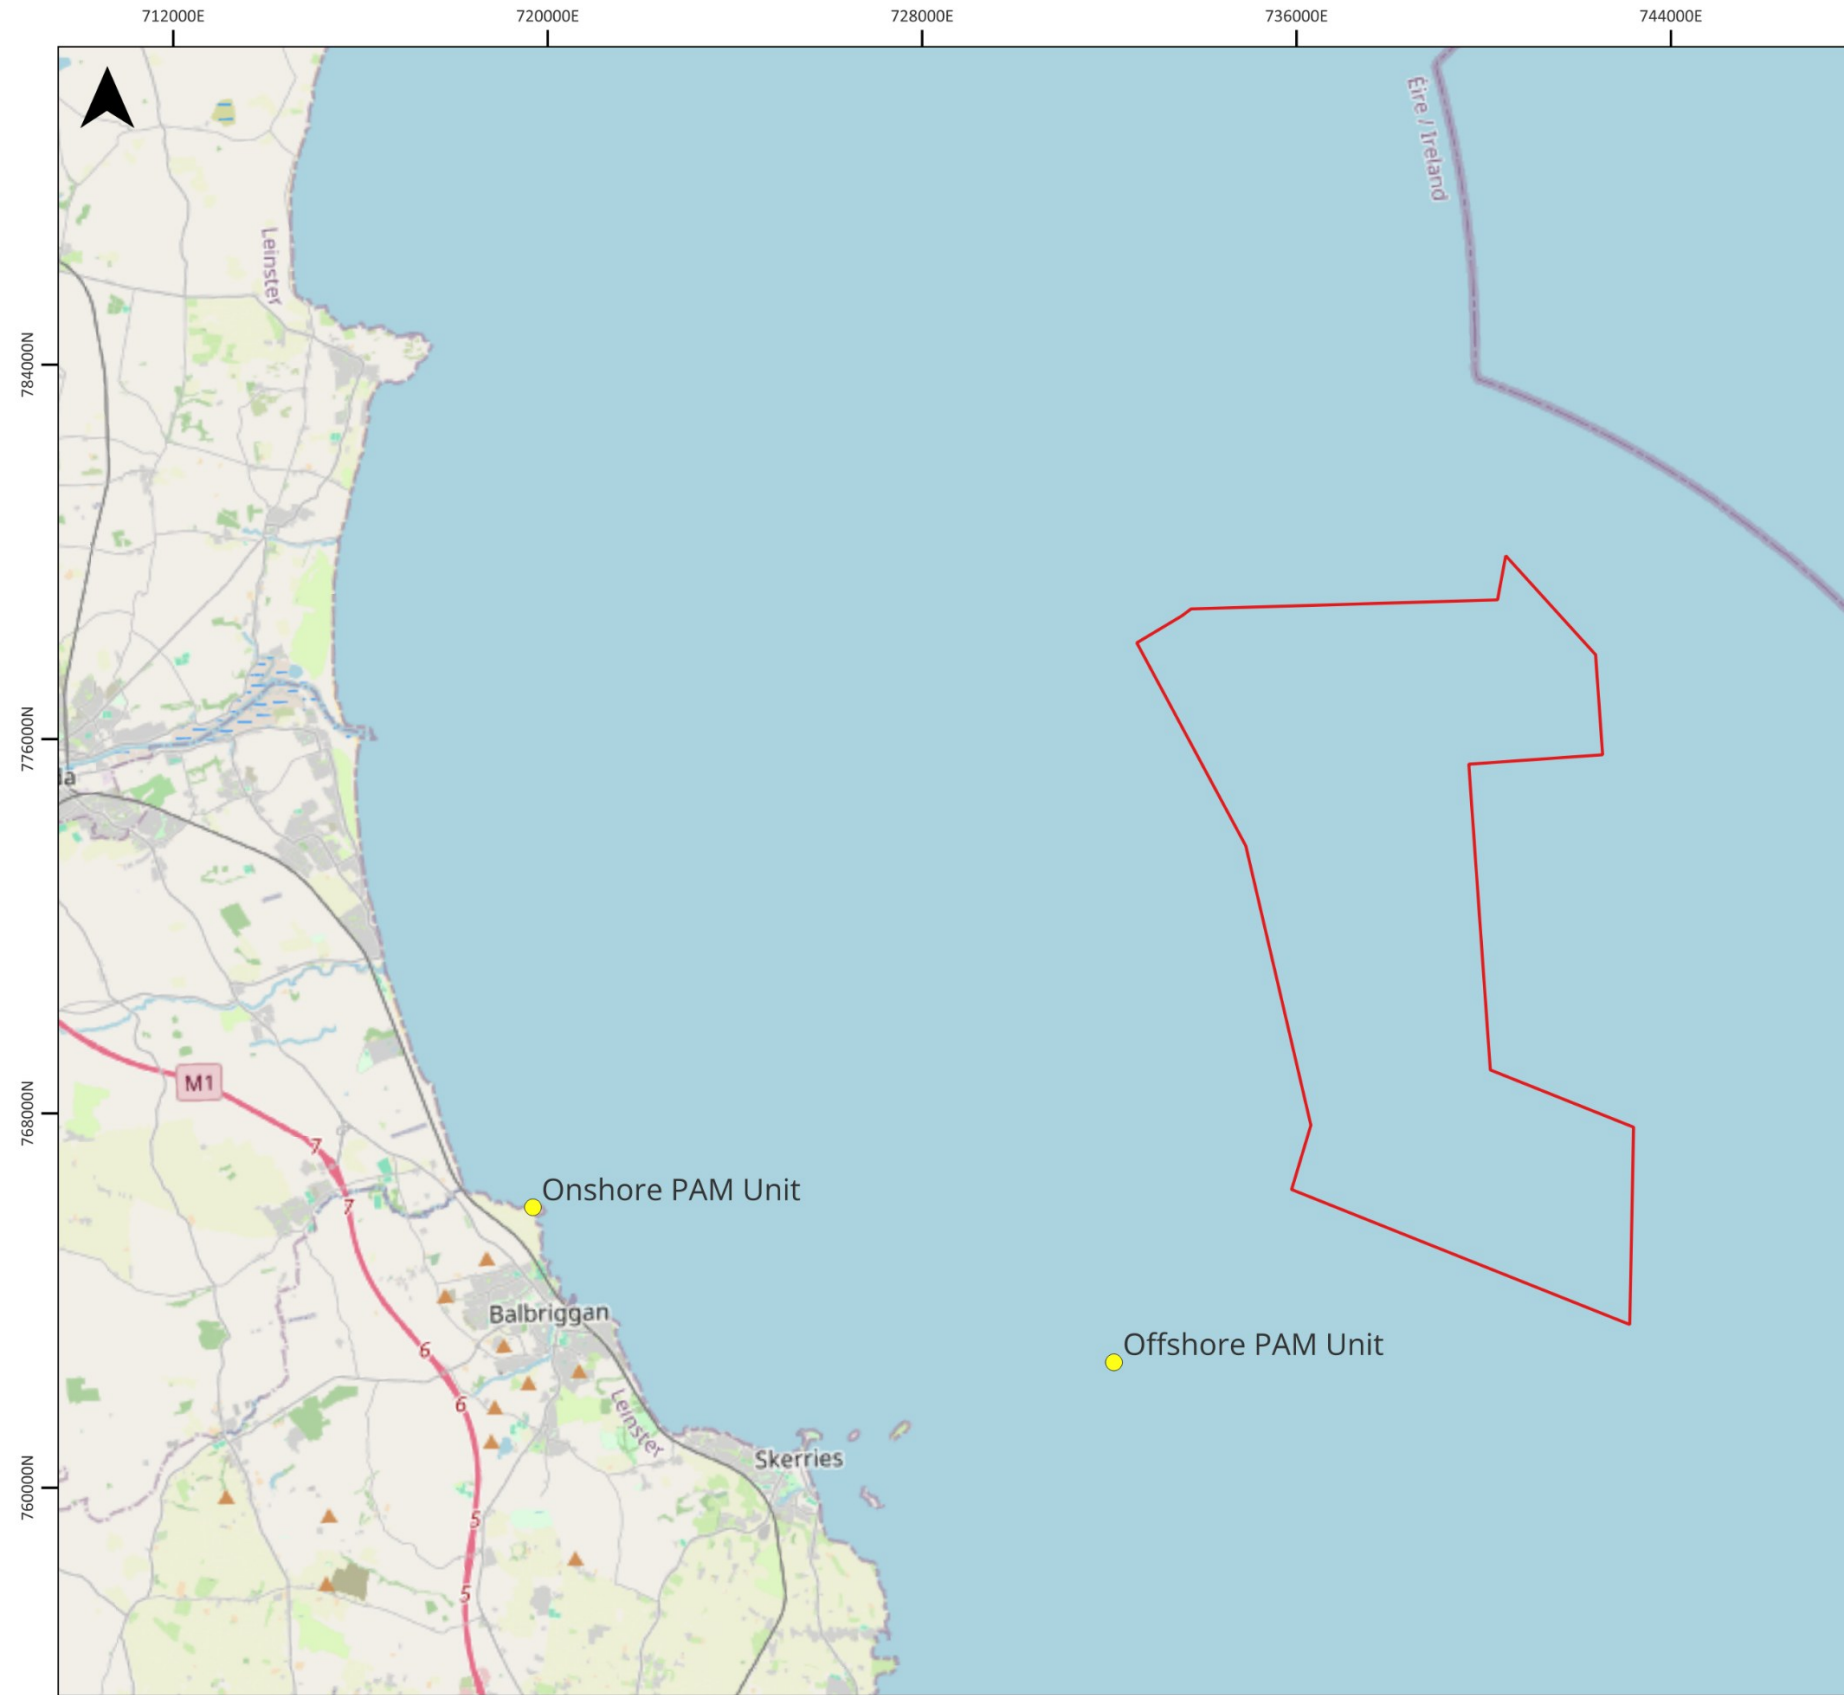 712000E
720000E
728000E
736000E
744000E
Éire / Ireland
Leinster
784000N
776000N
la
768000N
M1
7
7
Onshore PAM Unit
Balbriggan
6
Offshore PAM Unit
6
Leinster
Skerries
760000N
5
5